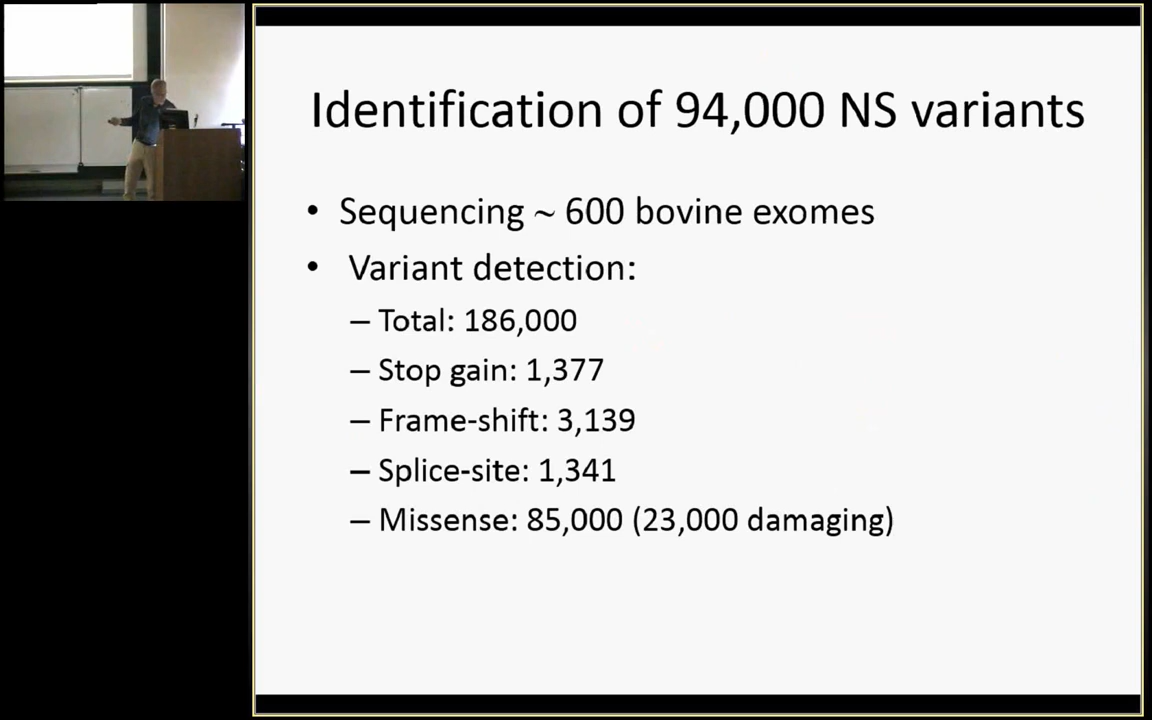 Identification of 94,000 NS variants
• Sequencing ~ 600 bovine exomes
• Variant detection:
– Total: 186,000
– Stop gain: 1,377
– Frame-shift: 3,139
– Splice-site: 1,341
– Missense: 85,000 (23,000 damaging)